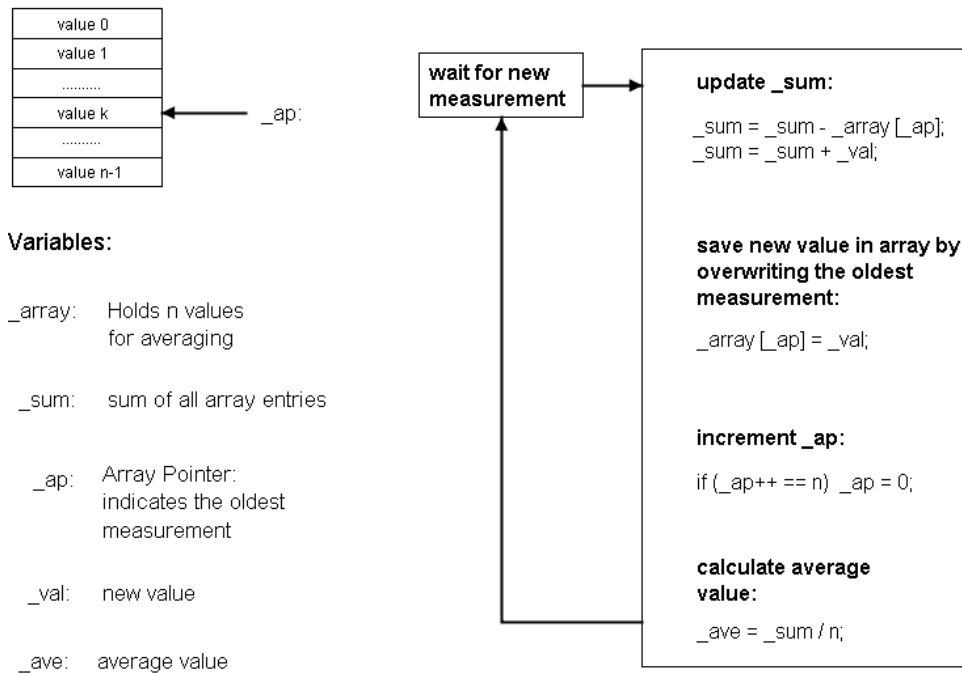 value 0
value 1
.........
value k
.........
value n-1
_ap:
Variables:
_array: Holds n values
for averaging
_sum: sum of all array entries
_ap: Array Pointer:
indicates the oldest
measurement
_val: new value
_ave: average value
wait for new
measurement
update _sum:
_sum = _sum - _array [_ap];
_sum = _sum + _val;
save new value in array by
overwriting the oldest
measurement:
_array [_ap] = _val;
increment _ap:
if (_ap++ == n) _ap = 0;
calculate average
value:
_ave = _sum / n;